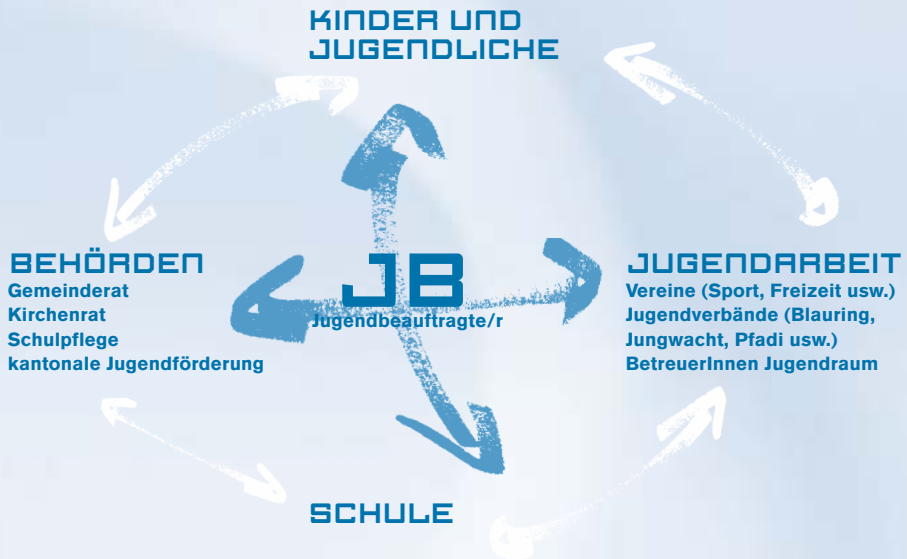 KINDER UND
JUGENDLICHE
BEHÖRDEN
Gemeinderat
Kirchenrat
Schulpflege
kantonale Jugendförderung
JB
Jugendbeauftragte/r
JUGENDARBEIT
Vereine (Sport, Freizeit usw.)
Jugendverbände (Blauring,
Jungwacht, Pfadi usw.)
BetreuerInnen Jugendraum
SCHULE